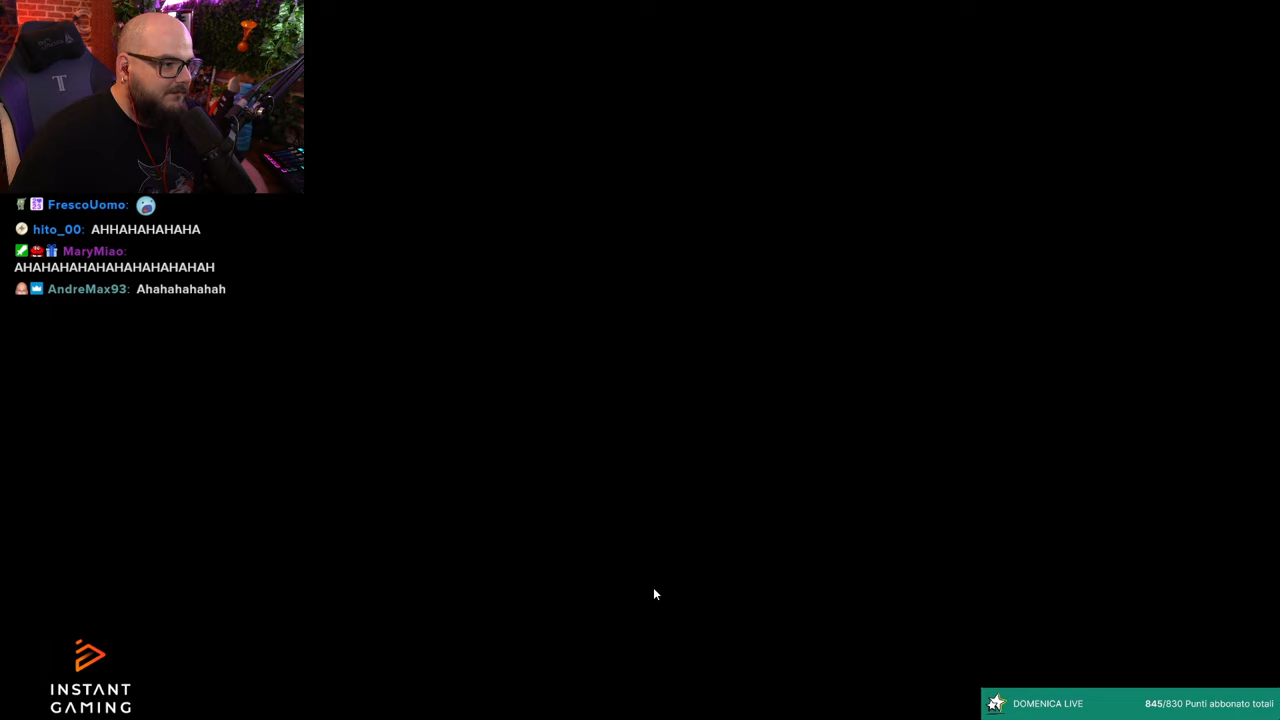 FrescoUomo:
hito_00: AHHAHAHAHAHA
MaryMiao:
AHAHAHAHAHAHAHAHAHAHAH
AndreMax93: Ahahahahahah
INSTANT
GAMING
DOMENICA LIVE 845/830 Punti abbonato totali